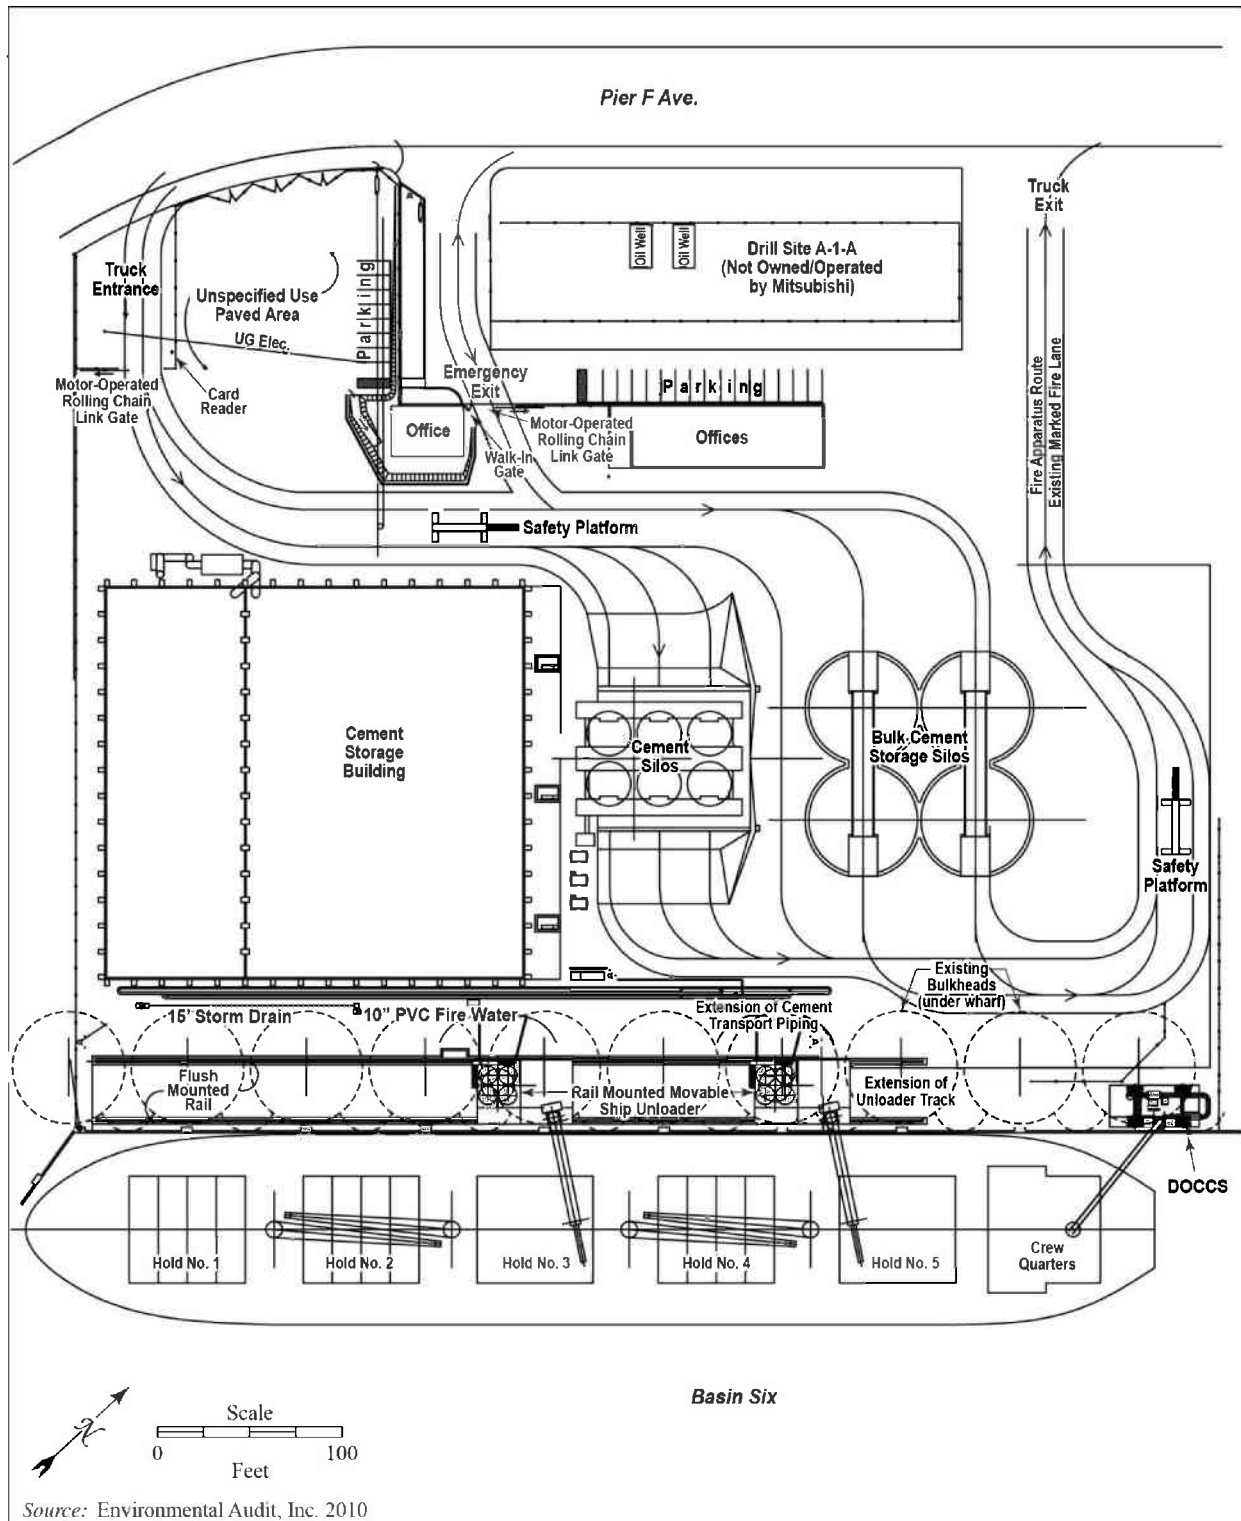 Pier F Ave.
Truck
Exit
Oil Well
Oil Well
Drill Site A-1-A
(Not Owned/Operated
by Mitsubishi)
Truck
Entrance
Unspecified Use
Paved Area
UG Elec.
Parking
Motor-Operated
Rolling Chain
Link Gate
Card
Reader
Emergency
Exit
Parking
Office
Walk-In
Gate
Motor-Operated
Rolling Chain
Link Gate
Offices
Fire Apparatus Route
Existing Marked Fire Lane
Safety Platform
Cement
Storage
Building
Cement
Silos
Bulk Cement
Storage Silos
Safety
Platform
Existing
Bulkheads
(under wharf)
15' Storm Drain
10" PVC Fire Water
Extension of Cement
Transport Piping
Flush
Mounted
Rail
Rail Mounted Movable
Ship Unloader
Extension of
Unloader Track
DOCCS
Hold No. 1
Hold No. 2
Hold No. 3
Hold No. 4
Hold No. 5
Crew
Quarters
Basin Six
N
Scale
0 100
Feet
Source: Environmental Audit, Inc. 2010